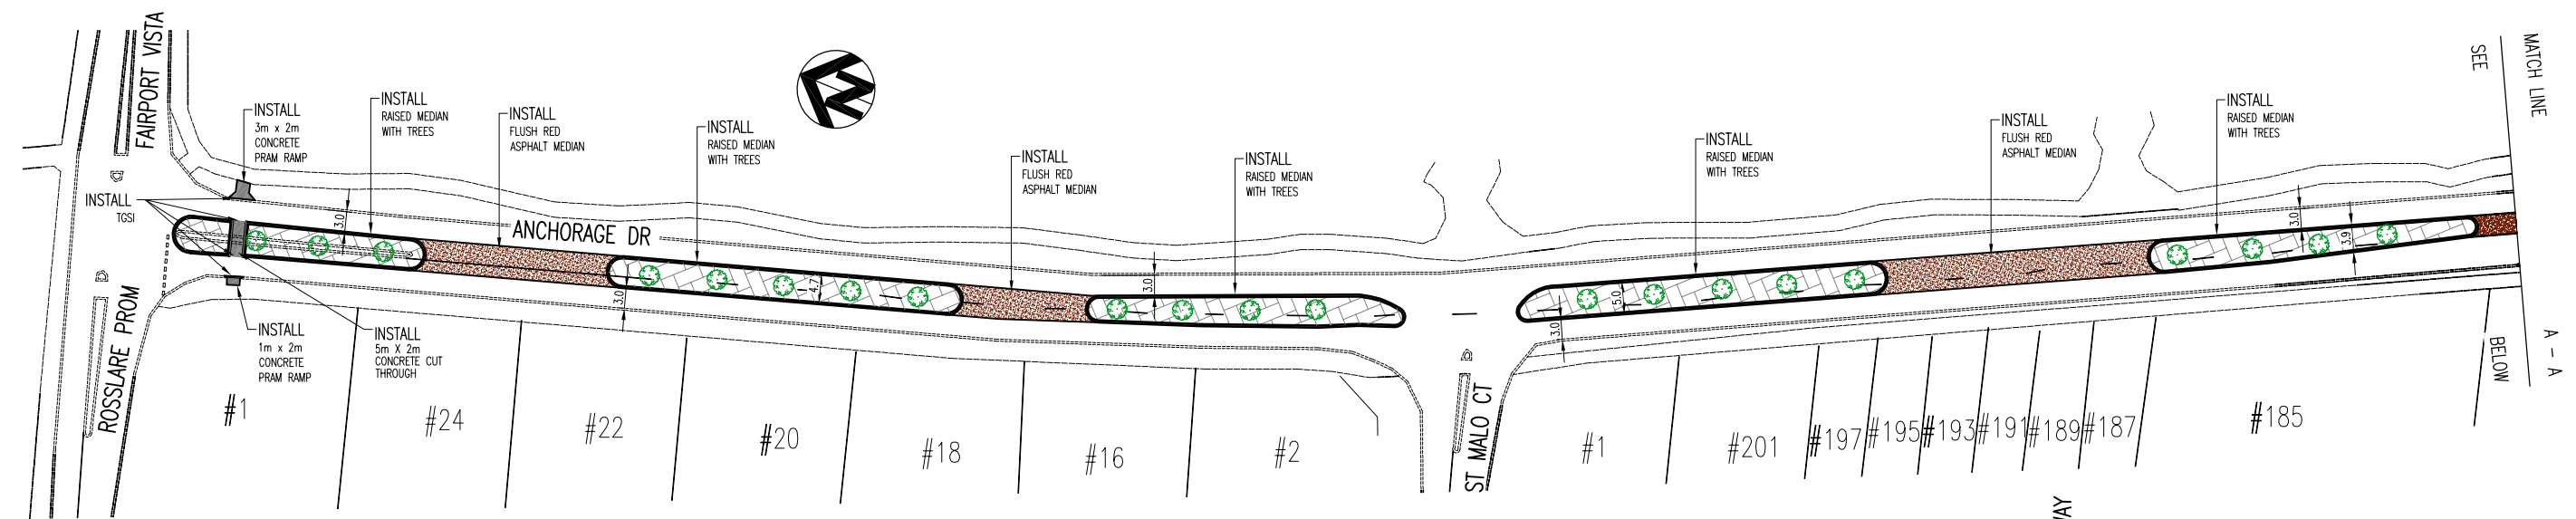 FAIRPORT VISTA
INSTALL
3m x 2m
CONCRETE
PRAM RAMP
INSTALL
RAISED MEDIAN
WITH TREES
INSTALL
FLUSH RED
ASPHALT MEDIAN
INSTALL
RAISED MEDIAN
WITH TREES
N
INSTALL
FLUSH RED
ASPHALT MEDIAN
INSTALL
RAISED MEDIAN
WITH TREES
INSTALL
RAISED MEDIAN
WITH TREES
INSTALL
FLUSH RED
ASPHALT MEDIAN
INSTALL
RAISED MEDIAN
WITH TREES
SEE
MATCH LINE
INSTALL
TGSI
3.0
ANCHORAGE DR
3.0
4.7
3.0
5.0
3.0
3.0
3.9
ROSSLARE PROM
INSTALL
1m x 2m
CONCRETE
PRAM RAMP
INSTALL
5m X 2m
CONCRETE CUT
THROUGH
ST MALO CT
BELOW
A - A
#1
#24
#22
#20
#18
#16
#2
#1
#201
#197
#195
#193
#191
#189
#187
#185
WAY